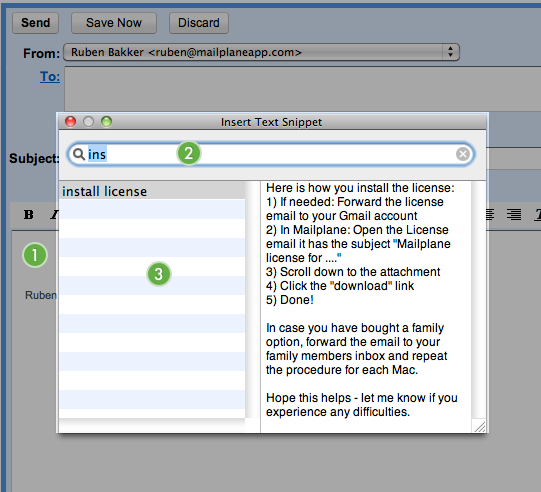 Send Save Now Discard
From: Ruben Bakker <ruben@mailplaneapp.com>
To:
Insert Text Snippet
ins 2
Subject:
install license
Here is how you install the license:
1) If needed: Forward the license
email to your Gmail account
2) In Mailplane: Open the License
email it has the subject "Mailplane
license for ...."
3) Scroll down to the attachment
4) Click the "download" link
5) Done!
In case you have bought a family
option, forward the email to your
family members inbox and repeat
the procedure for each Mac.
Hope this helps - let me know if you
experience any difficulties.
B I
1
3
Ruben